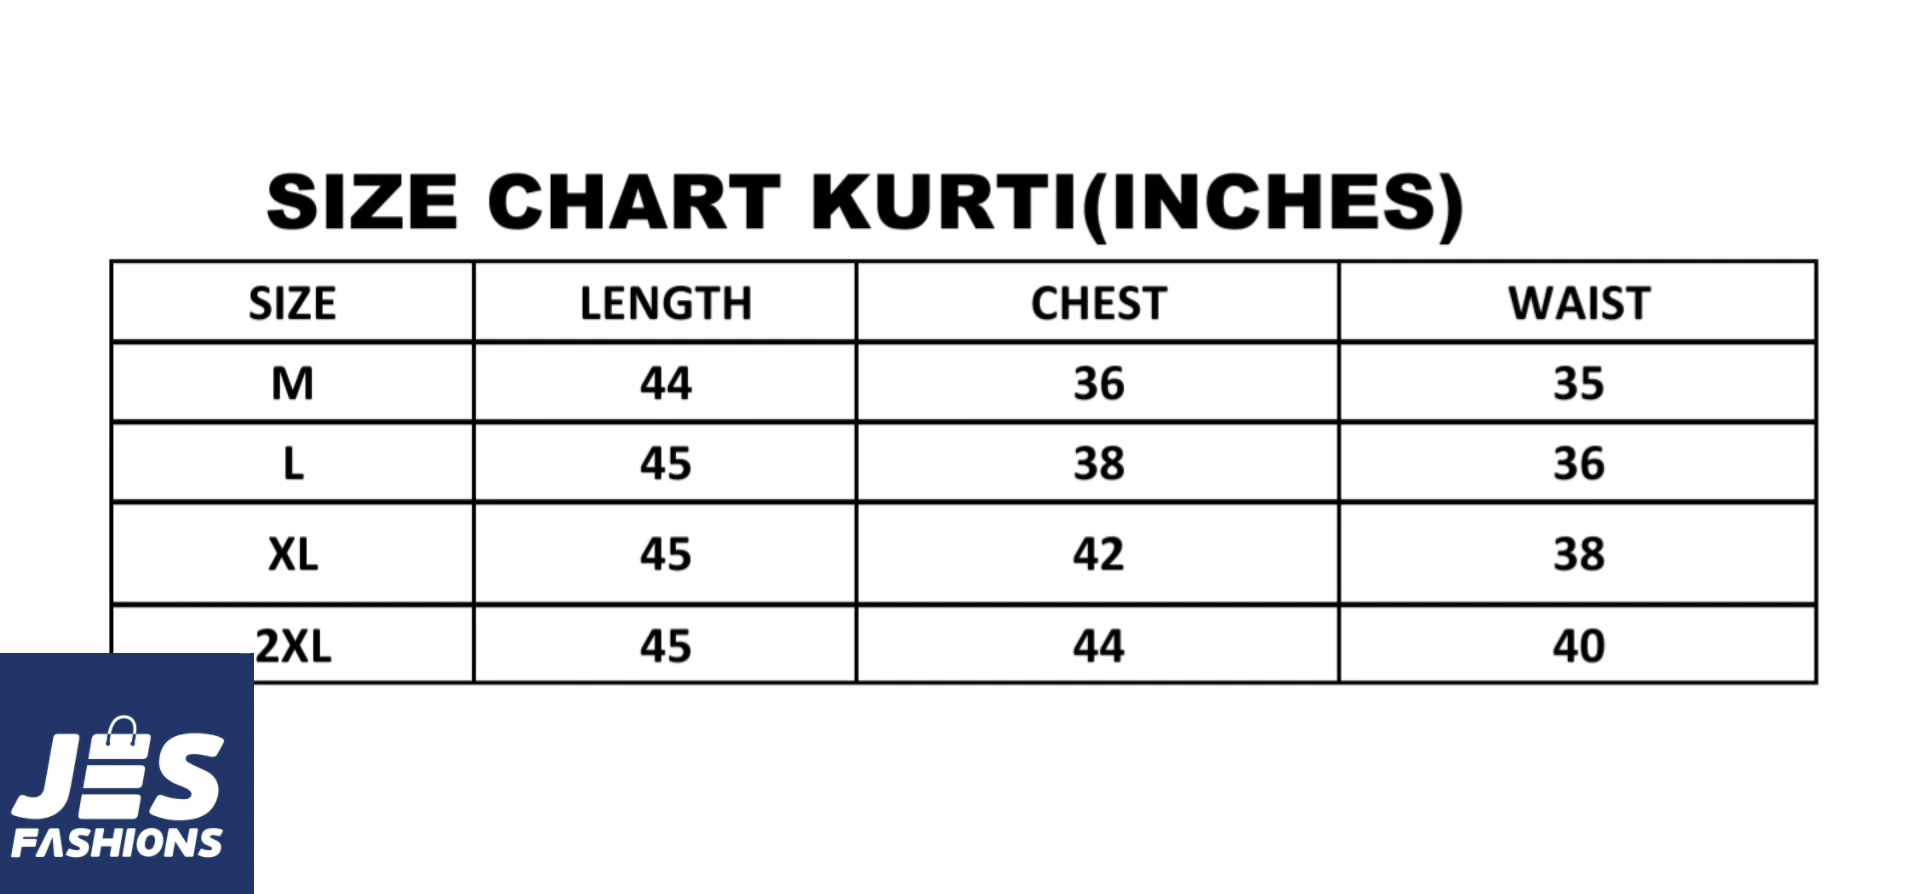 SIZE CHART KURTI(INCHES)
SIZE LENGTH CHEST WAIST
M 44 36 35
L 45 38 36
XL 45 42 38
2XL 45 44 40
JES
FASHIONS